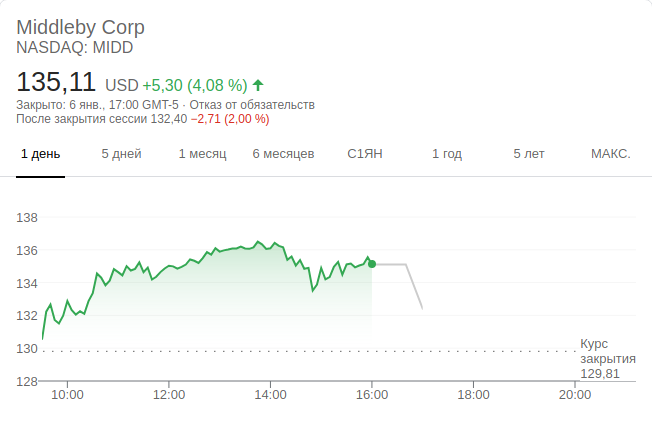 Middleby Corp
NASDAQ: MIDD
135,11 USD +5,30 (4,08 %)
Закрыто: 6 янв., 17:00 GMT-5 · Отказ от обязательств
После закрытия сессии 132,40 −2,71 (2,00 %)
1 день 5 дней 1 месяц 6 месяцев С1ЯН 1 год 5 лет МАКС.
138
136
134
132
130
Курс
закрытия
129,81
128
10:00 12:00 14:00 16:00 18:00 20:00